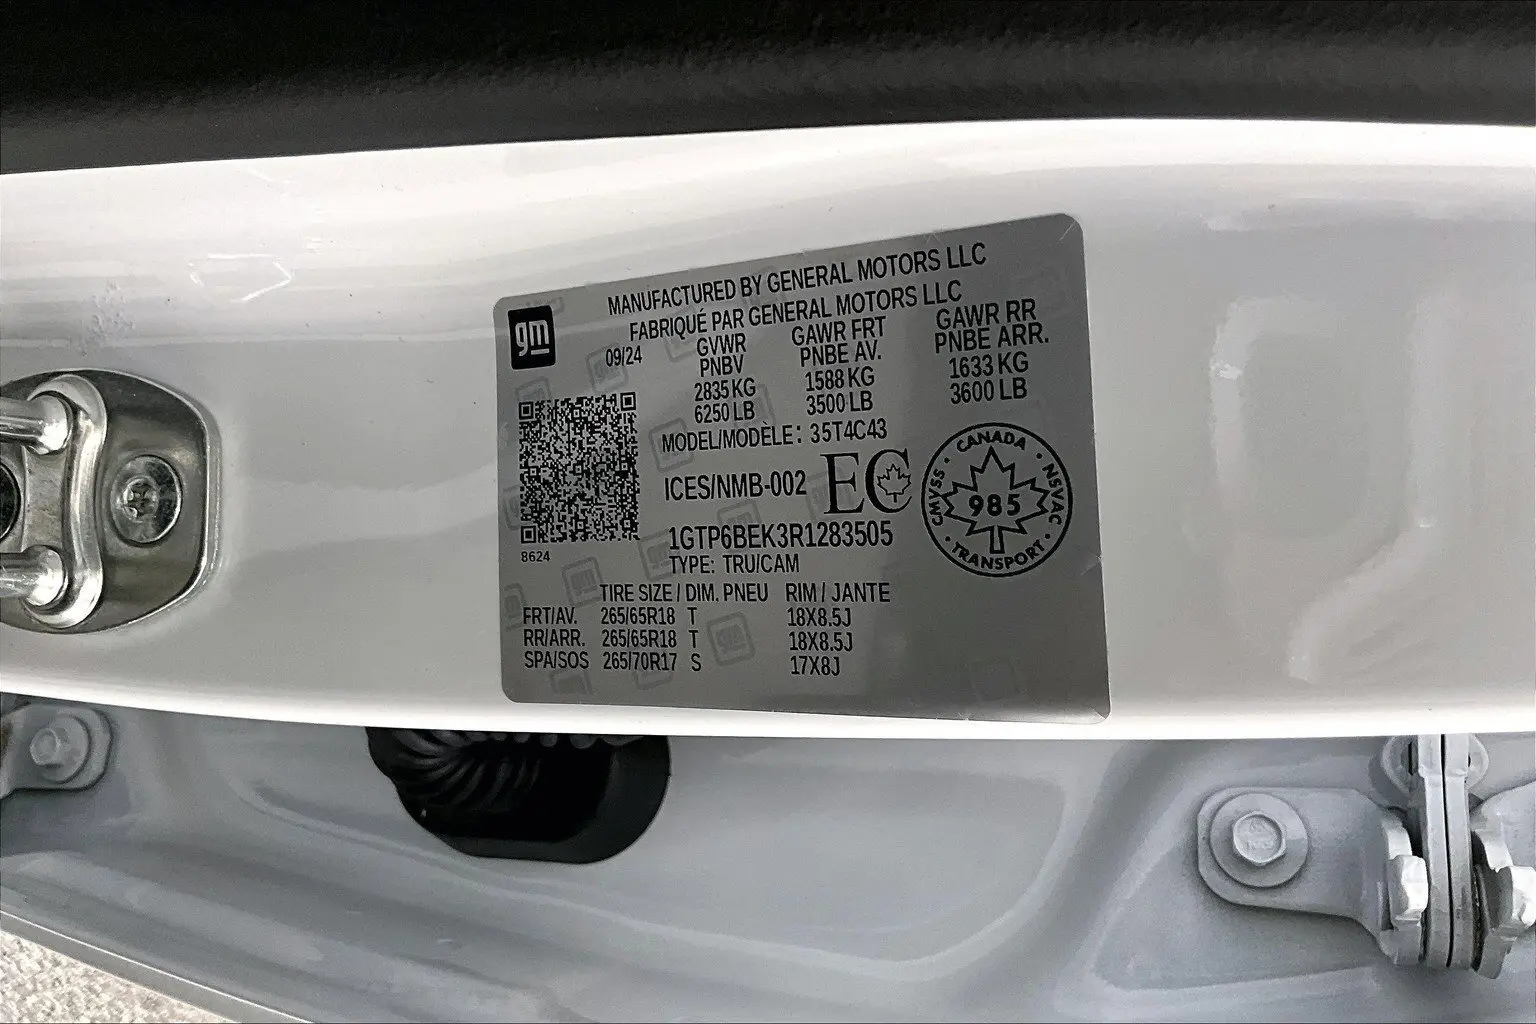 MANUFACTURED BY GENERAL MOTORS LLC
FABRIQUÉ PAR GENERAL MOTORS LLC
gm
09/24
GVWR GAWR FRT GAWR RR
PNBV PNBE AV. PNBE ARR.
2835 KG 1588 KG 1633 KG
6250 LB 3500 LB 3600 LB
MODEL/MODÈLE: 35T4C43
ICES/NMB-002 EC
CANADA
CMVSS 985 NSVAC
TRANSPORT
1GTP6BEK3R1283505
8624
TYPE: TRU/CAM
TIRE SIZE / DIM. PNEU RIM / JANTE
FRT/AV. 265/65R18 T 18X8.5J
RR/ARR. 265/65R18 T 18X8.5J
SPA/SOS 265/70R17 S 17X8J